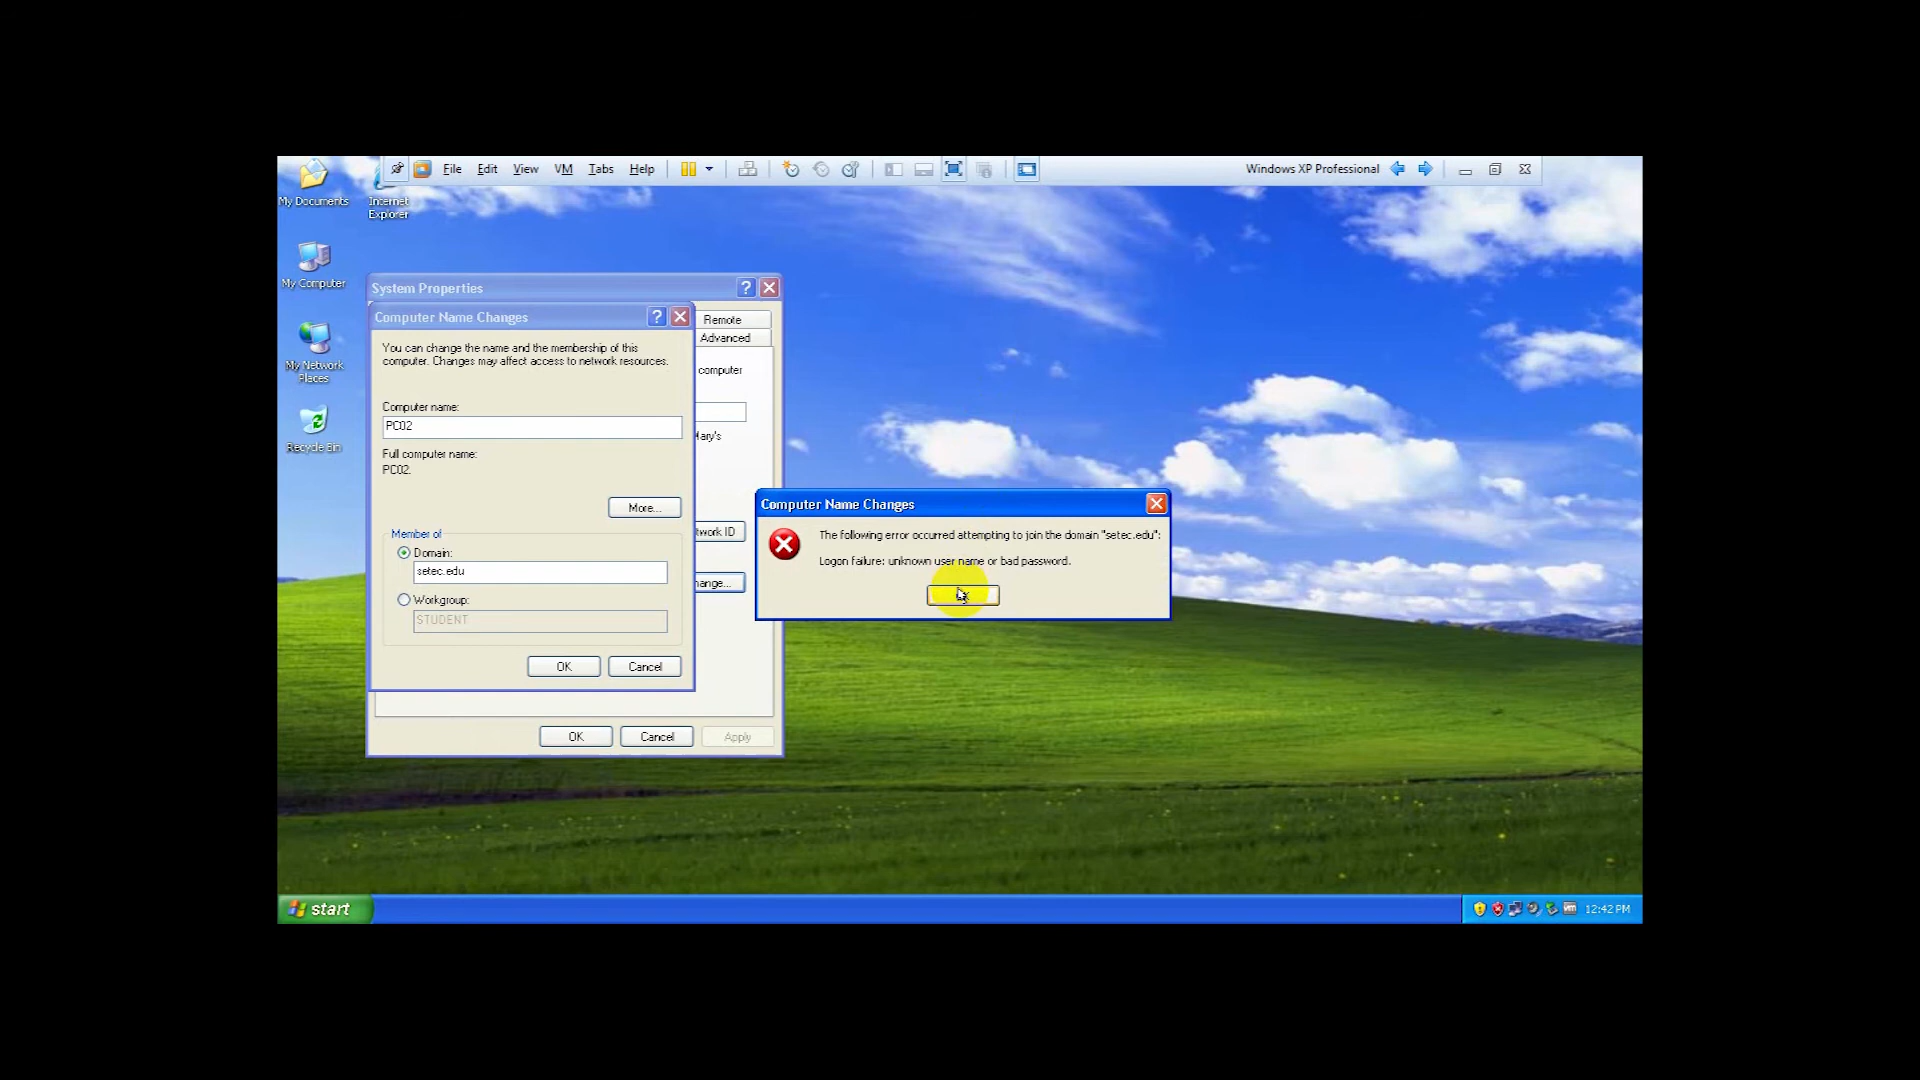 File Edit View VM Tabs Help
Windows XP Professional
My Documents
Internet
Explorer
My Computer
My Network
Places
Recycle Bin
System Properties
Remote
Advanced
computer
Mary's
twork ID
hange...
Computer Name Changes
You can change the name and the membership of this
computer. Changes may affect access to network resources.
Computer name:
PC02
Full computer name:
PC02.
More...
Member of
Domain:
setec.edu
Workgroup:
STUDENT
OK Cancel
OK Cancel Apply
Computer Name Changes
The following error occurred attempting to join the domain "setec.edu":
Logon failure: unknown user name or bad password.
start
12:42 PM